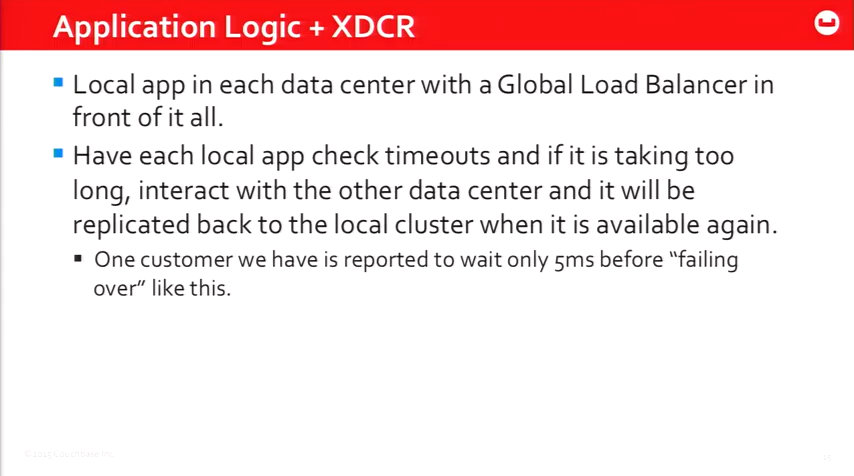 Application Logic + XDCR
Local app in each data center with a Global Load Balancer in
front of it all.
Have each local app check timeouts and if it is taking too
long, interact with the other data center and it will be
replicated back to the local cluster when it is available again.
One customer we have is reported to wait only 5ms before “failing
over” like this.